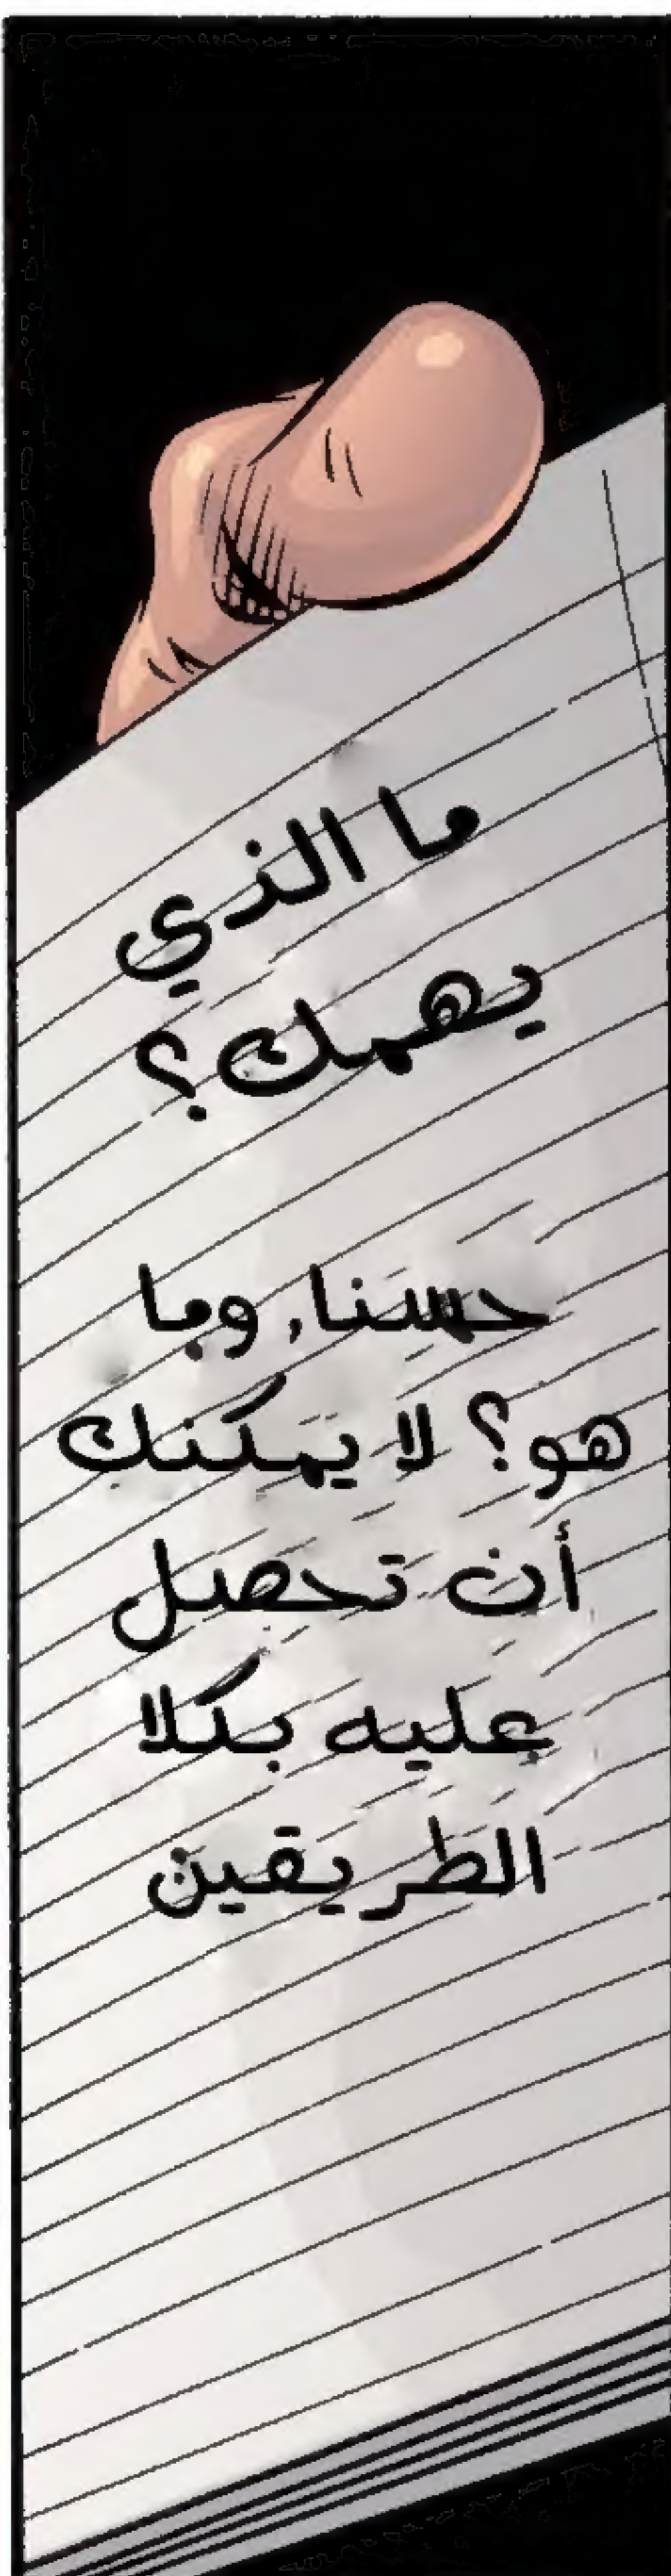 ما الذي
يهمك؟
حسنا, وما
هو؟ لا يمكنك
أن تحصل
عليه بكلا
الطريقين